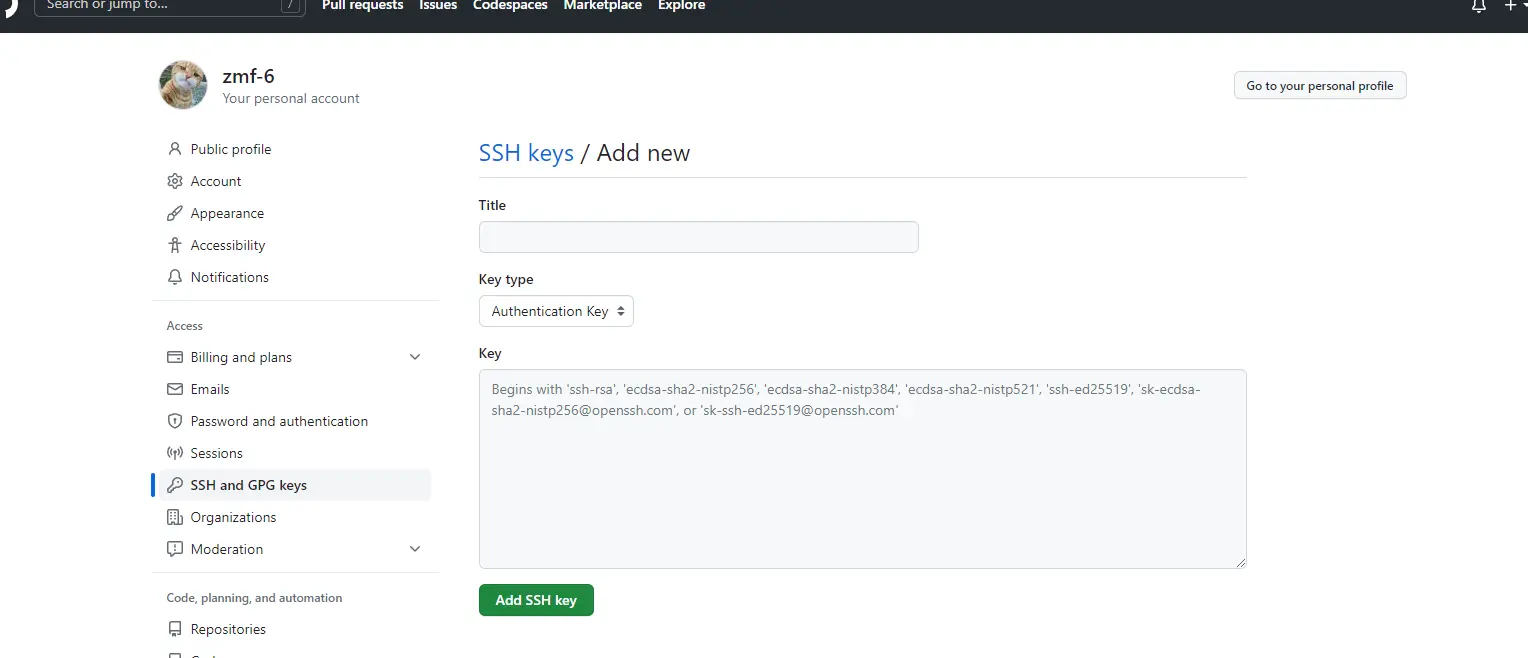 Search or jump to...
/
Pull requests Issues Codespaces Marketplace Explore
zmf-6
Your personal account
Go to your personal profile
Public profile
Account
Appearance
Accessibility
Notifications
Access
Billing and plans
Emails
Password and authentication
Sessions
SSH and GPG keys
Organizations
Moderation
Code, planning, and automation
Repositories
SSH keys / Add new
Title
Key type
Authentication Key
Key
Begins with 'ssh-rsa', 'ecdsa-sha2-nistp256', 'ecdsa-sha2-nistp384', 'ecdsa-sha2-nistp521', 'ssh-ed25519', 'sk-ecdsa-
sha2-nistp256@openssh.com', or 'sk-ssh-ed25519@openssh.com'
Add SSH key